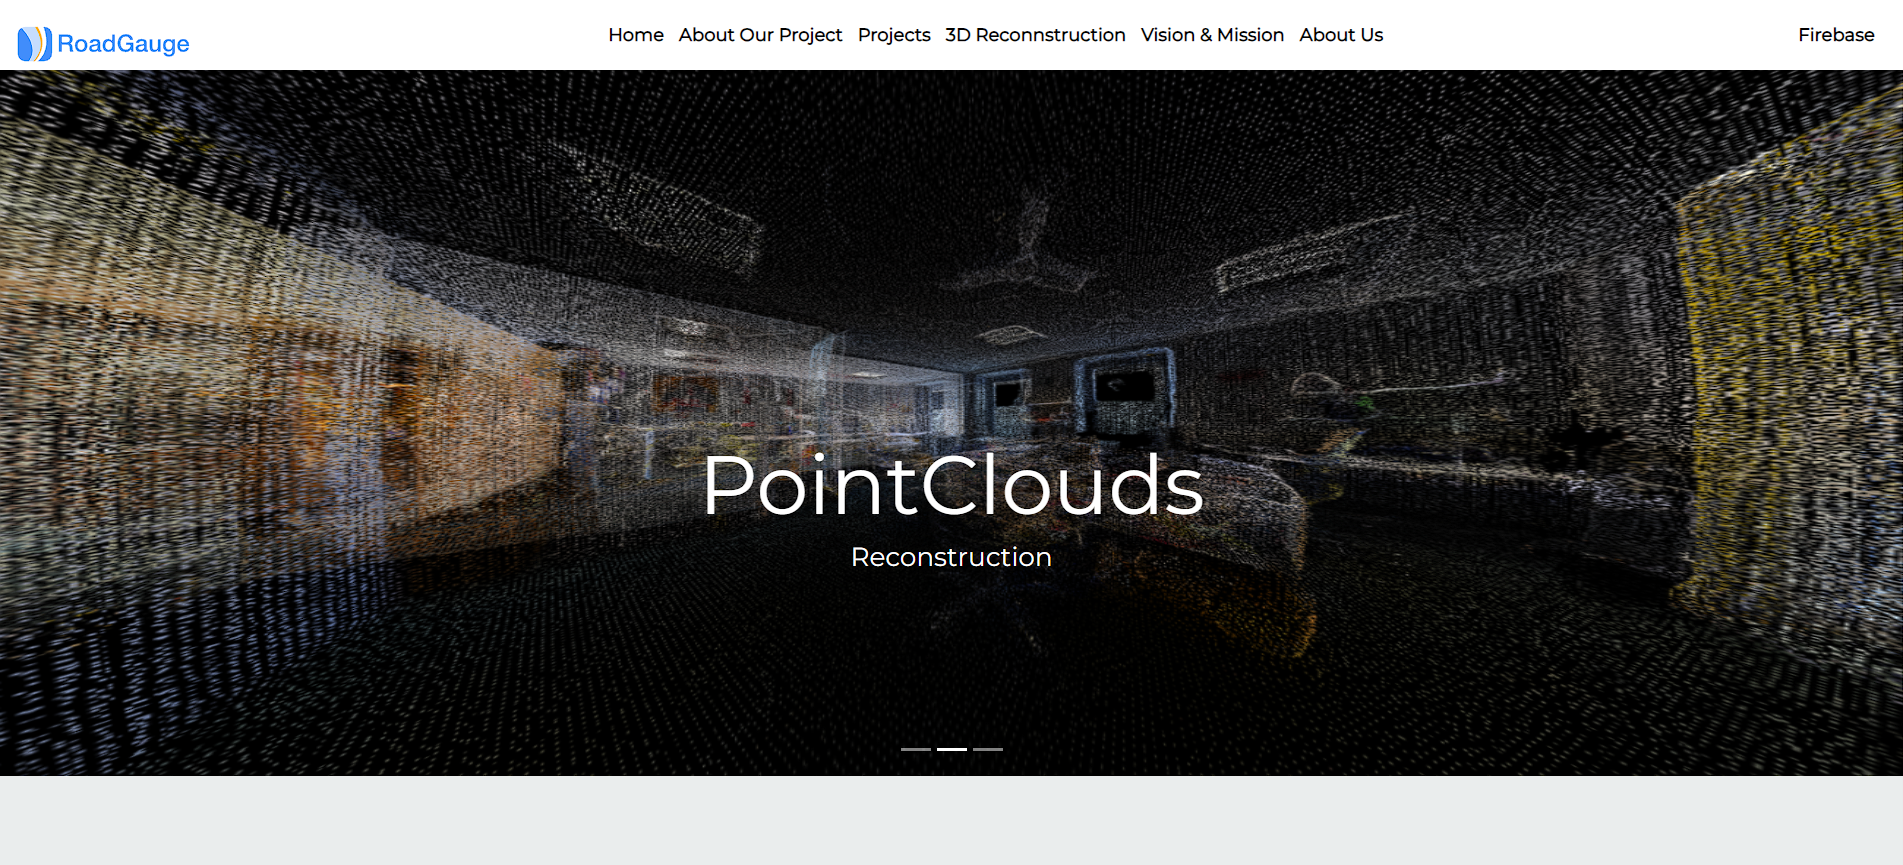 RoadGauge
Home About Our Project Projects 3D Reconnstruction Vision & Mission About Us
Firebase
PointClouds
Reconstruction